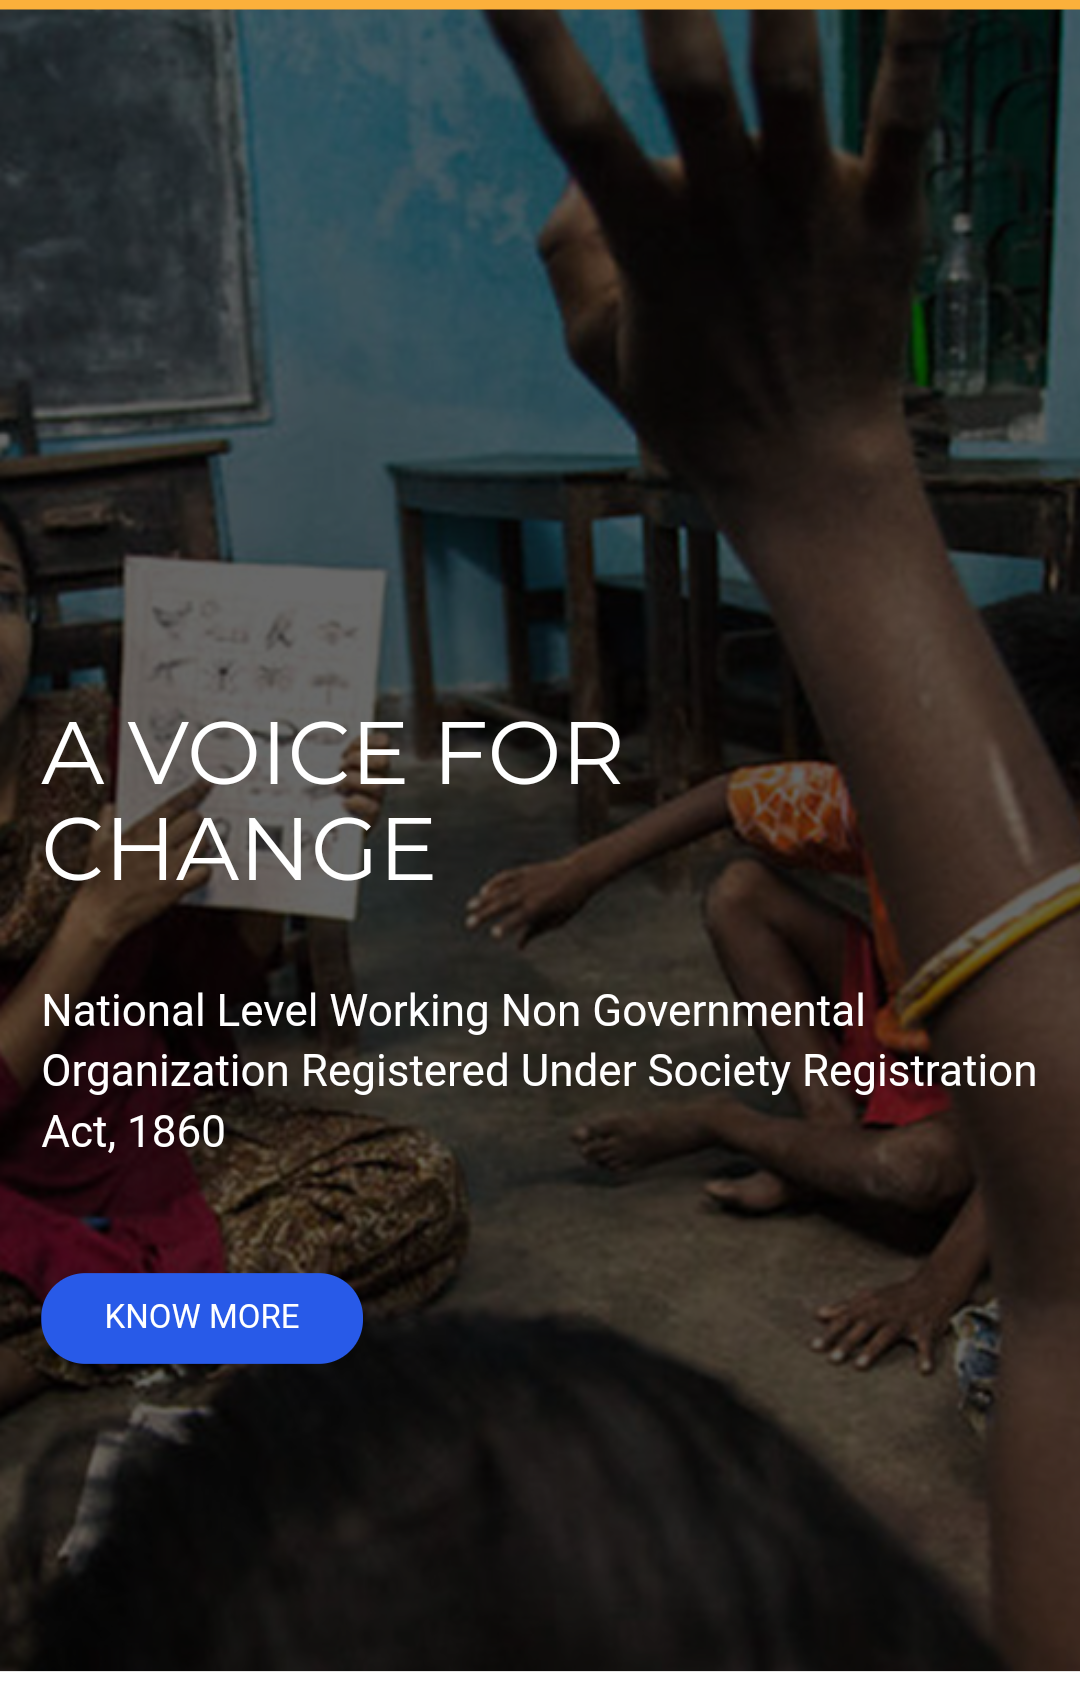 A VOICE FOR
CHANGE
National Level Working Non Governmental
Organization Registered Under Society Registration
Act, 1860
KNOW MORE